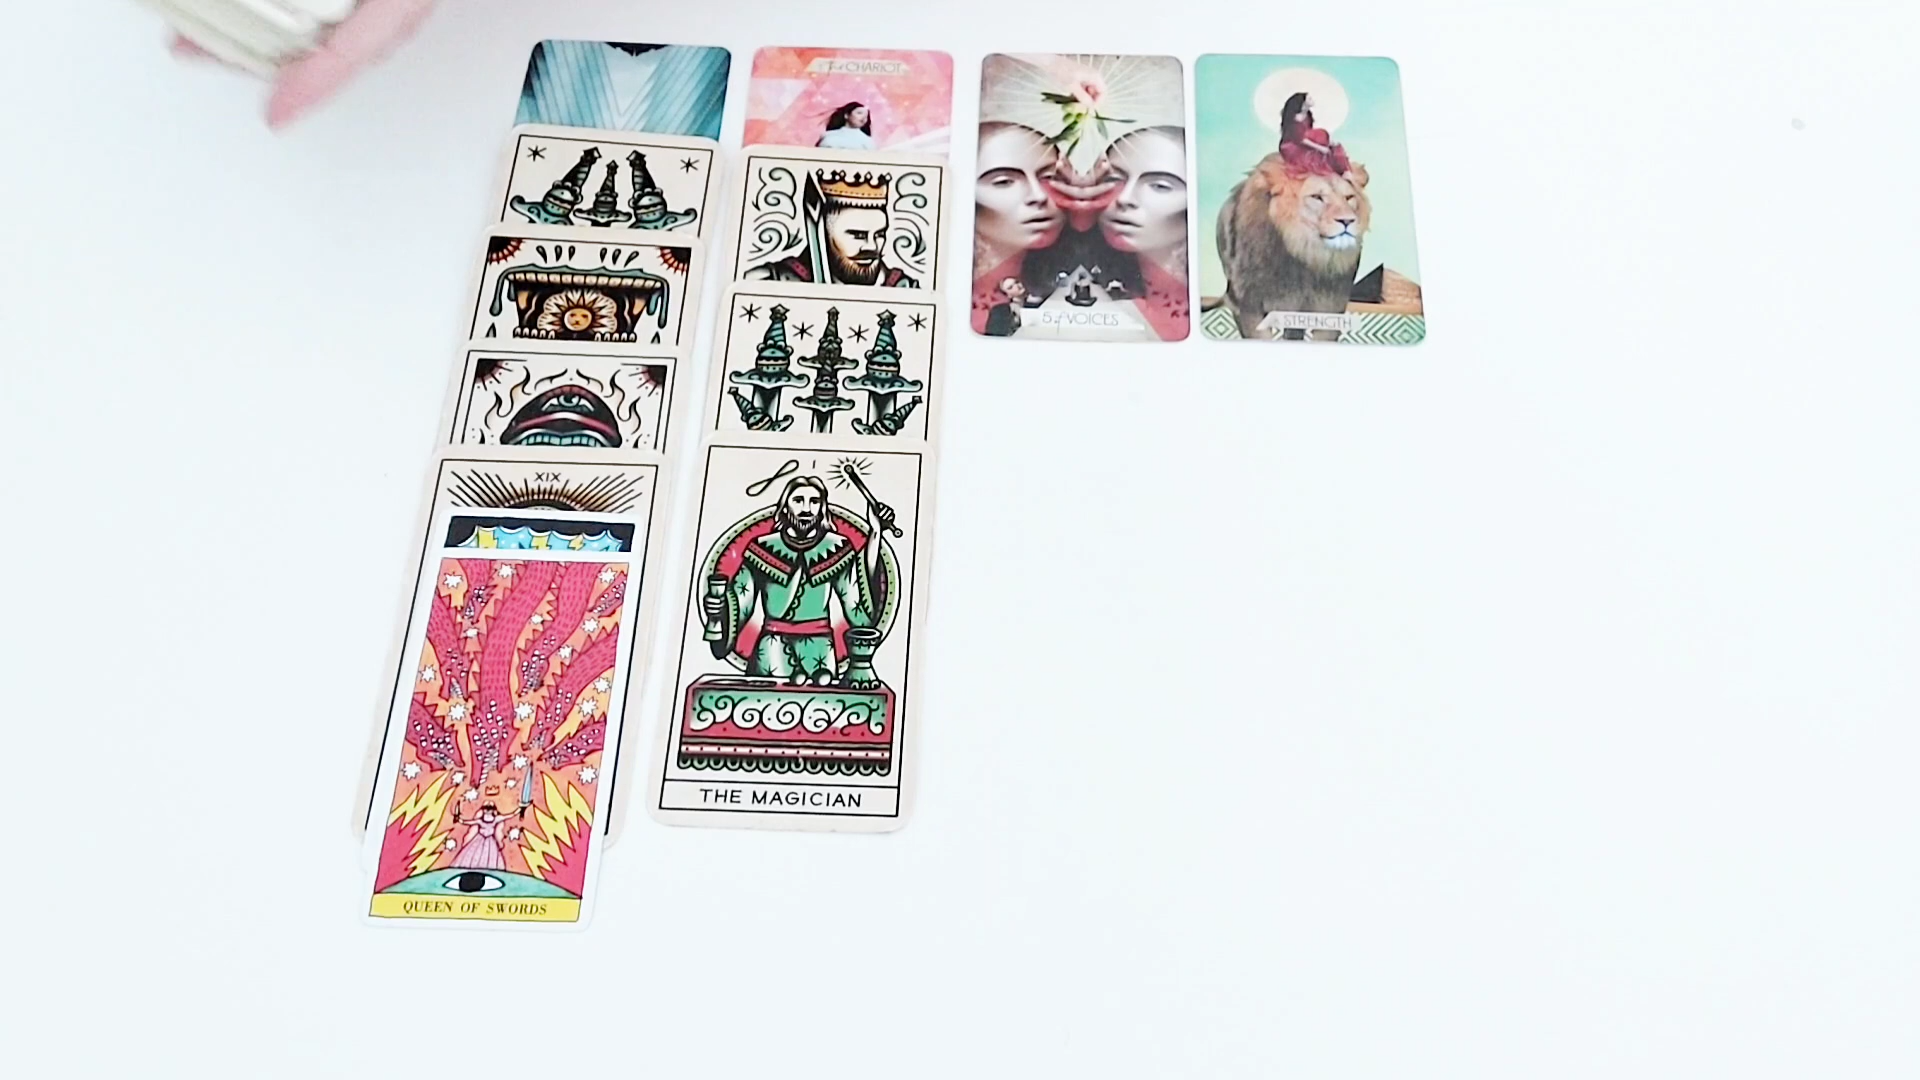 The CHARIOT
5 of VOICES
STRENGTH
XIX
I
THE MAGICIAN
QUEEN OF SWORDS